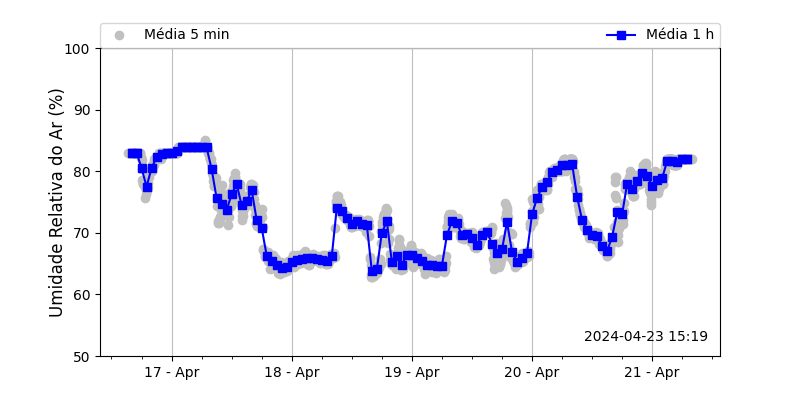 Média 5 min
Média 1 h
Umidade Relativa do Ar (%)
100
90
80
70
60
50
2024-04-23 15:19
17 - Apr
18 - Apr
19 - Apr
20 - Apr
21 - Apr